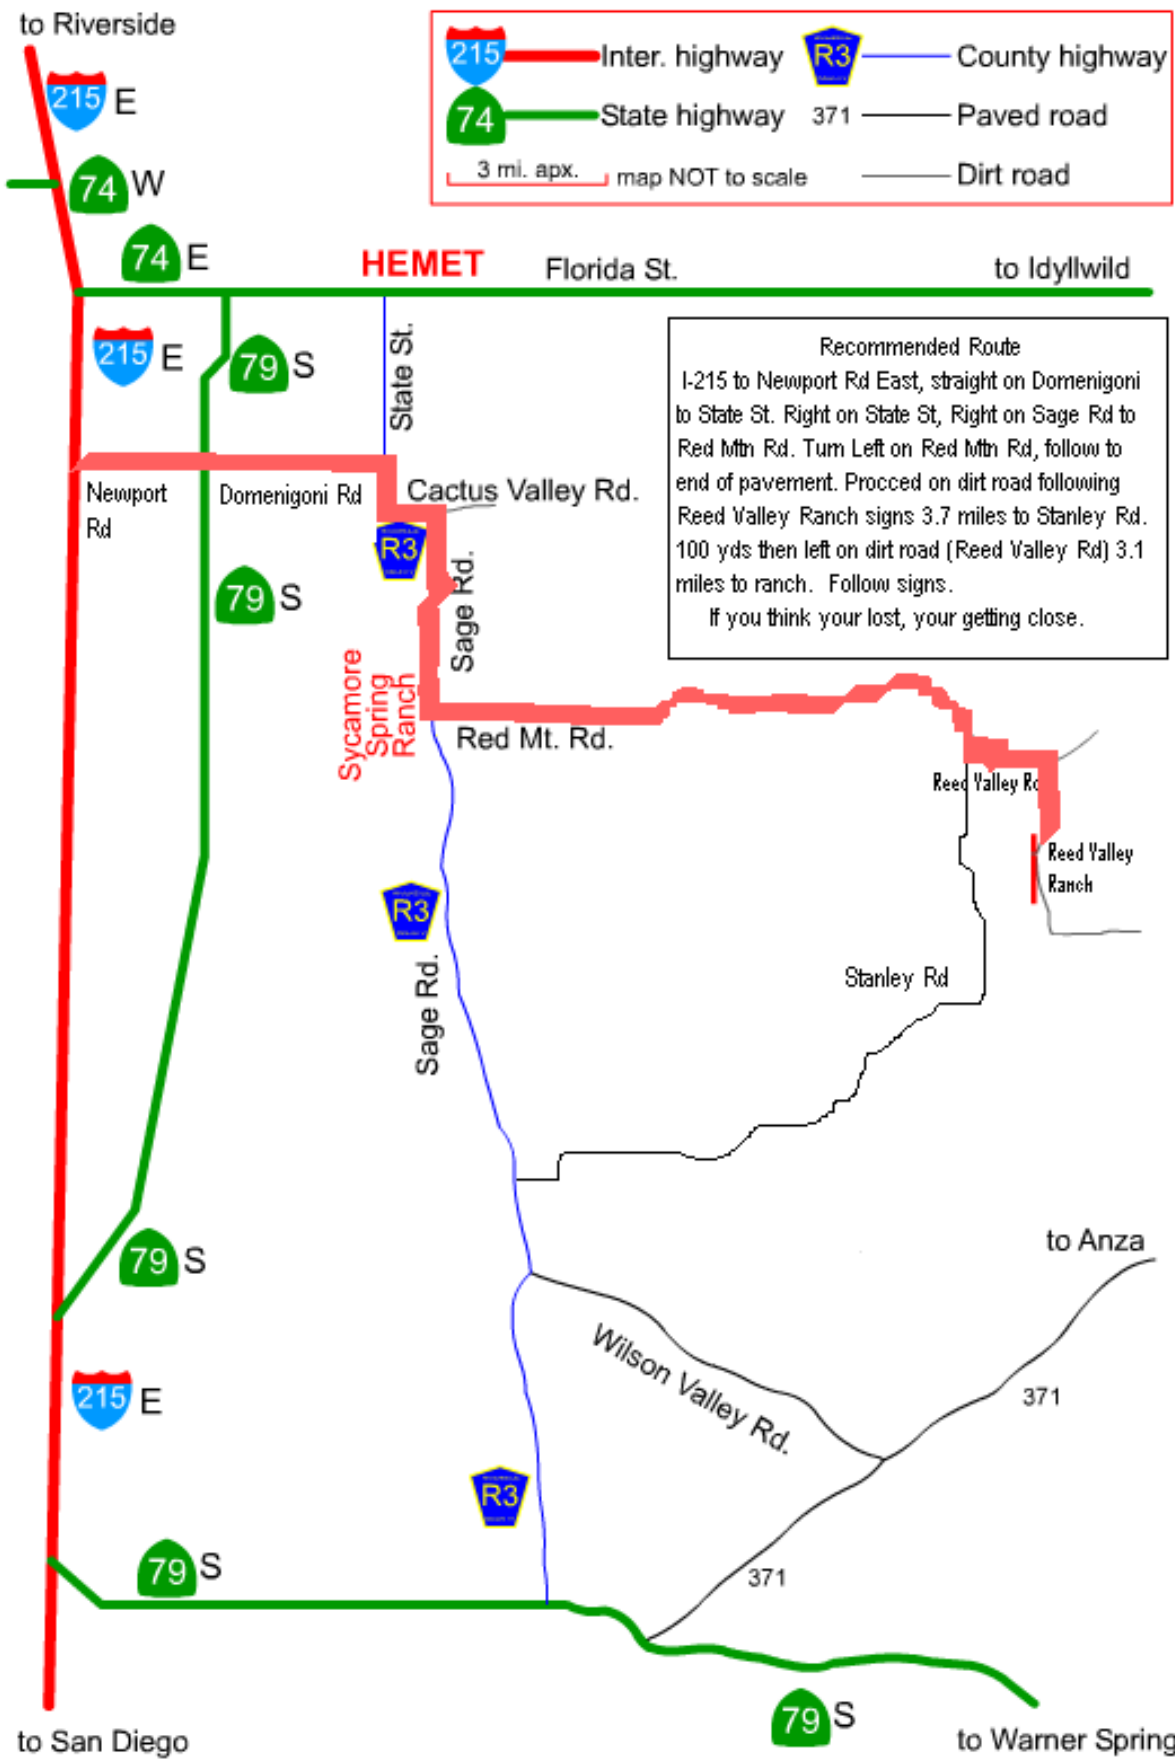 to Riverside
215 E
74 W
74 E
215 Inter. highway
R3 County highway
74 State highway
371 Paved road
3 mi. apx. map NOT to scale
Dirt road
HEMET
Florida St.
to Idyllwild
215 E
79 S
State St.
Recommended Route
I-215 to Newport Rd East, straight on Domenigoni
to State St. Right on State St, Right on Sage Rd to
Red Mtn Rd. Turn Left on Red Mtn Rd, follow to
end of pavement. Procced on dirt road following
Reed Valley Ranch signs 3.7 miles to Stanley Rd.
100 yds then left on dirt road (Reed Valley Rd) 3.1
miles to ranch. Follow signs.
If you think your lost, your getting close.
Newport
Rd
Domenigoni Rd
Cactus Valley Rd.
R3
79 S
Sage Rd.
Sycamore
Spring
Ranch
Red Mt. Rd.
Reed Valley Rd
Reed Valley
Ranch
R3
Sage Rd.
Stanley Rd
79 S
to Anza
215 E
Wilson Valley Rd.
371
R3
79 S
371
79 S
to San Diego
to Warner Spring